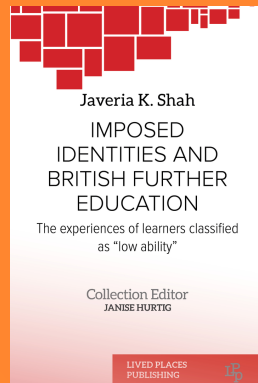 Javeria K. Shah
IMPOSED
IDENTITIES AND
BRITISH FURTHER
EDUCATION
The experiences of learners classified
as “low ability”
Collection Editor
JANISE HURTIG
LIVED PLACES
PUBLISHING
LPP